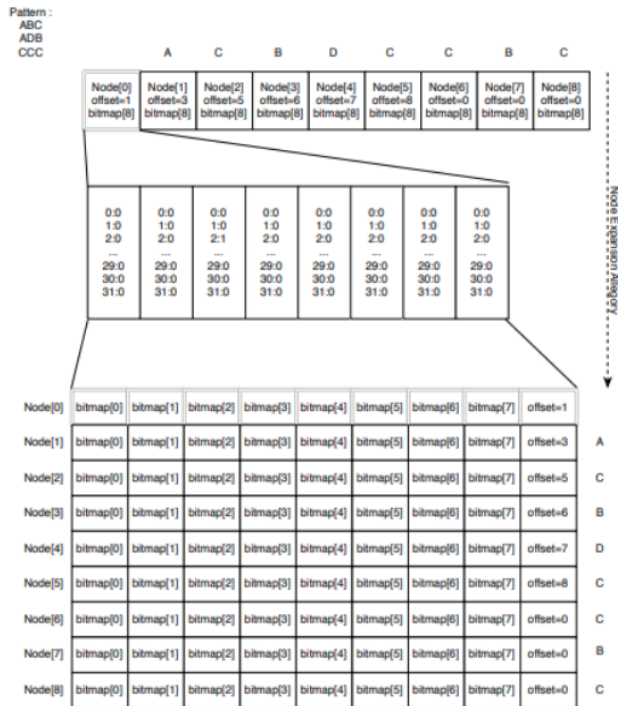 Pattern :
ABC
ADB
CCC
A C B D C C B C
Node[0] Node[1] Node[2] Node[3] Node[4] Node[5] Node[6] Node[7] Node[8]
offset=1 offset=3 offset=5 offset=6 offset=7 offset=8 offset=0 offset=0 offset=0
bitmap[8] bitmap[8] bitmap[8] bitmap[8] bitmap[8] bitmap[8] bitmap[8] bitmap[8] bitmap[8]
Node Expansion Allegory
0:0 0:0 0:0 0:0 0:0 0:0 0:0 0:0
1:0 1:0 1:0 1:0 1:0 1:0 1:0 1:0
2:0 2:0 2:1 2:0 2:0 2:0 2:0 2:0
... ... ... ... ... ... ... ...
29:0 29:0 29:0 29:0 29:0 29:0 29:0 29:0
30:0 30:0 30:0 30:0 30:0 30:0 30:0 30:0
31:0 31:0 31:0 31:0 31:0 31:0 31:0 31:0
Node[0] bitmap[0] bitmap[1] bitmap[2] bitmap[3] bitmap[4] bitmap[5] bitmap[6] bitmap[7] offset=1
Node[1] bitmap[0] bitmap[1] bitmap[2] bitmap[3] bitmap[4] bitmap[5] bitmap[6] bitmap[7] offset=3 A
Node[2] bitmap[0] bitmap[1] bitmap[2] bitmap[3] bitmap[4] bitmap[5] bitmap[6] bitmap[7] offset=5 C
Node[3] bitmap[0] bitmap[1] bitmap[2] bitmap[3] bitmap[4] bitmap[5] bitmap[6] bitmap[7] offset=6 B
Node[4] bitmap[0] bitmap[1] bitmap[2] bitmap[3] bitmap[4] bitmap[5] bitmap[6] bitmap[7] offset=7 D
Node[5] bitmap[0] bitmap[1] bitmap[2] bitmap[3] bitmap[4] bitmap[5] bitmap[6] bitmap[7] offset=8 C
Node[6] bitmap[0] bitmap[1] bitmap[2] bitmap[3] bitmap[4] bitmap[5] bitmap[6] bitmap[7] offset=0 C
Node[7] bitmap[0] bitmap[1] bitmap[2] bitmap[3] bitmap[4] bitmap[5] bitmap[6] bitmap[7] offset=0 B
Node[8] bitmap[0] bitmap[1] bitmap[2] bitmap[3] bitmap[4] bitmap[5] bitmap[6] bitmap[7] offset=0 C